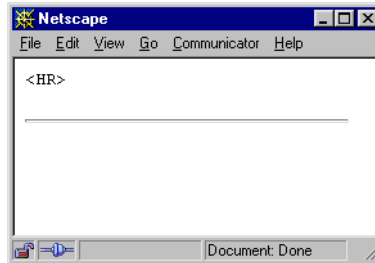 Netscape
File Edit View Go Communicator Help
<HR>
Document: Done